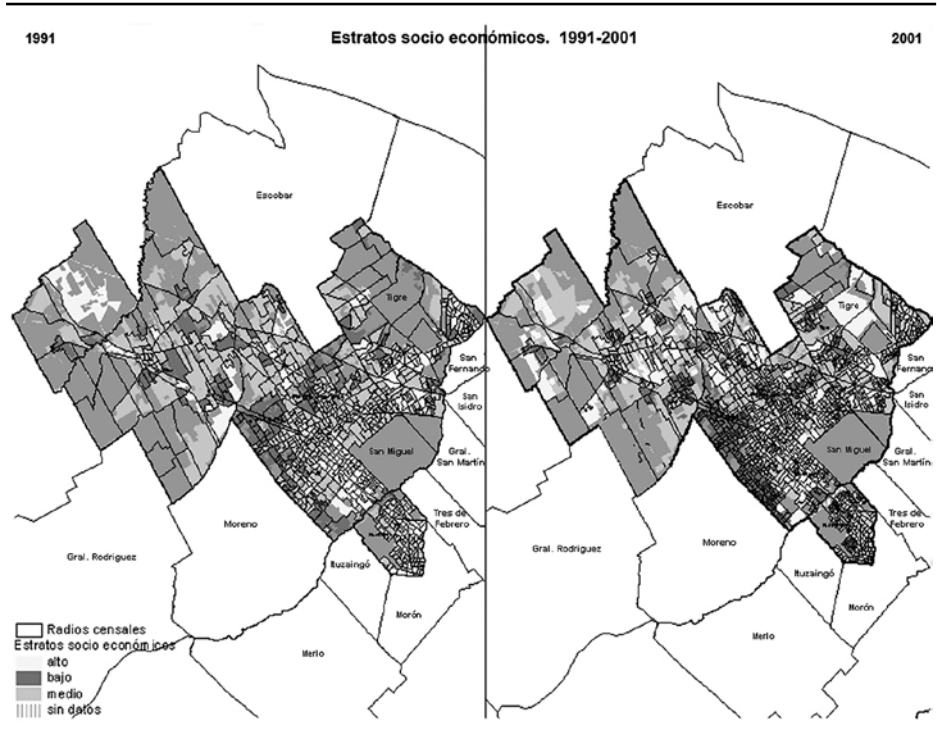 1991
Estratos socio económicos. 1991-2001
2001
Escobar
Escobar
Tigre
Tigre
San
Fernando
San
Fernando
San
Isidro
San
Isidro
San Miguel
Gral.
San Martín
San Miguel
Gral.
San Martín
Moreno
Tres de
Febrero
Moreno
Tres de
Febrero
Gral. Rodriguez
Gral. Rodriguez
Ituzaingó
Ituzaingó
Morón
Morón
Merlo
Merlo
Radios censales
Estratos socio económicos
alto
bajo
medio
sin datos